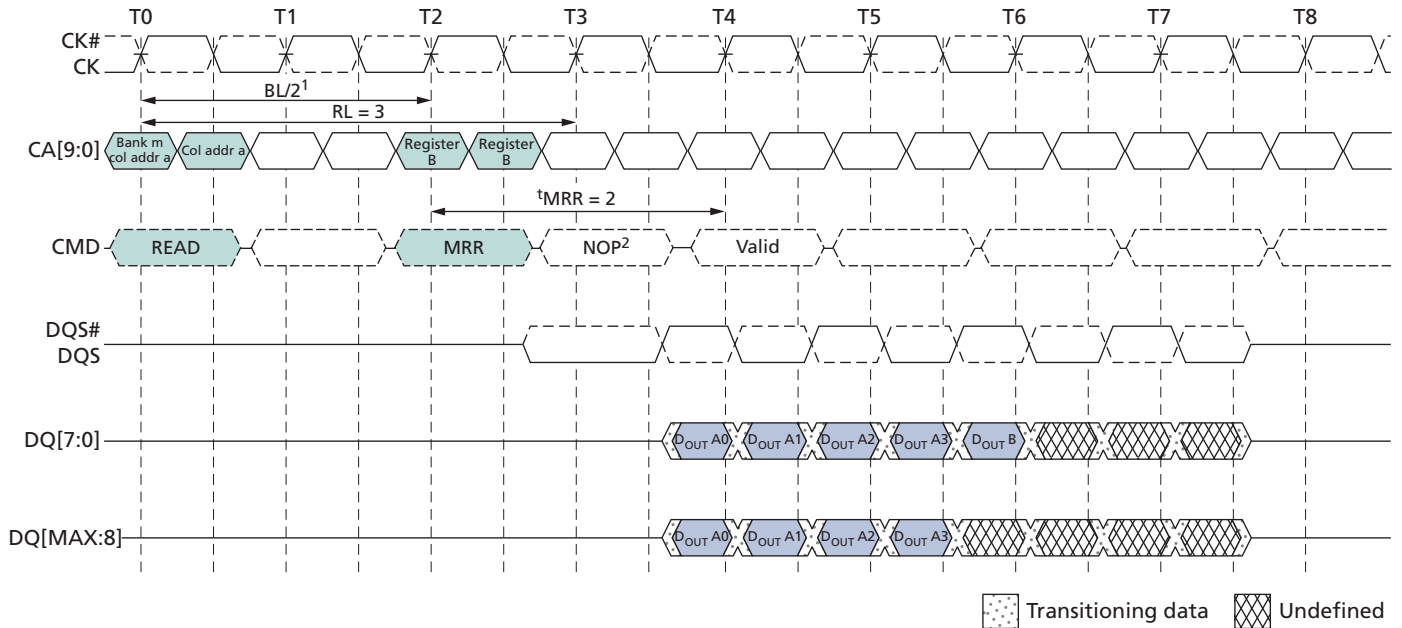 T0 T1 T2 T3 T4 T5 T6 T7 T8
CK#
CK
BL/2¹
RL = 3
CA[9:0]
Bank m
col addr a
Col addr a
Register
B
Register
B
ᵗMRR = 2
CMD READ MRR NOP² Valid
DQS#
DQS
DQ[7:0] DOUT A0 DOUT A1 DOUT A2 DOUT A3 DOUT B
DQ[MAX:8] DOUT A0 DOUT A1 DOUT A2 DOUT A3
Transitioning data Undefined